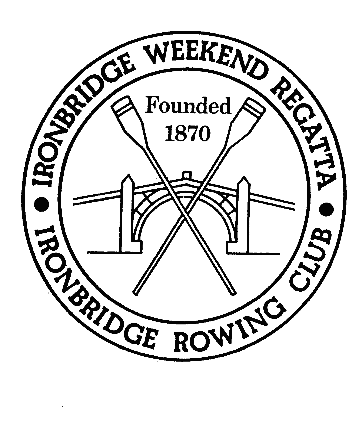 IRONBRIDGE WEEKEND REGATTA
Founded
1870
IRONBRIDGE ROWING CLUB